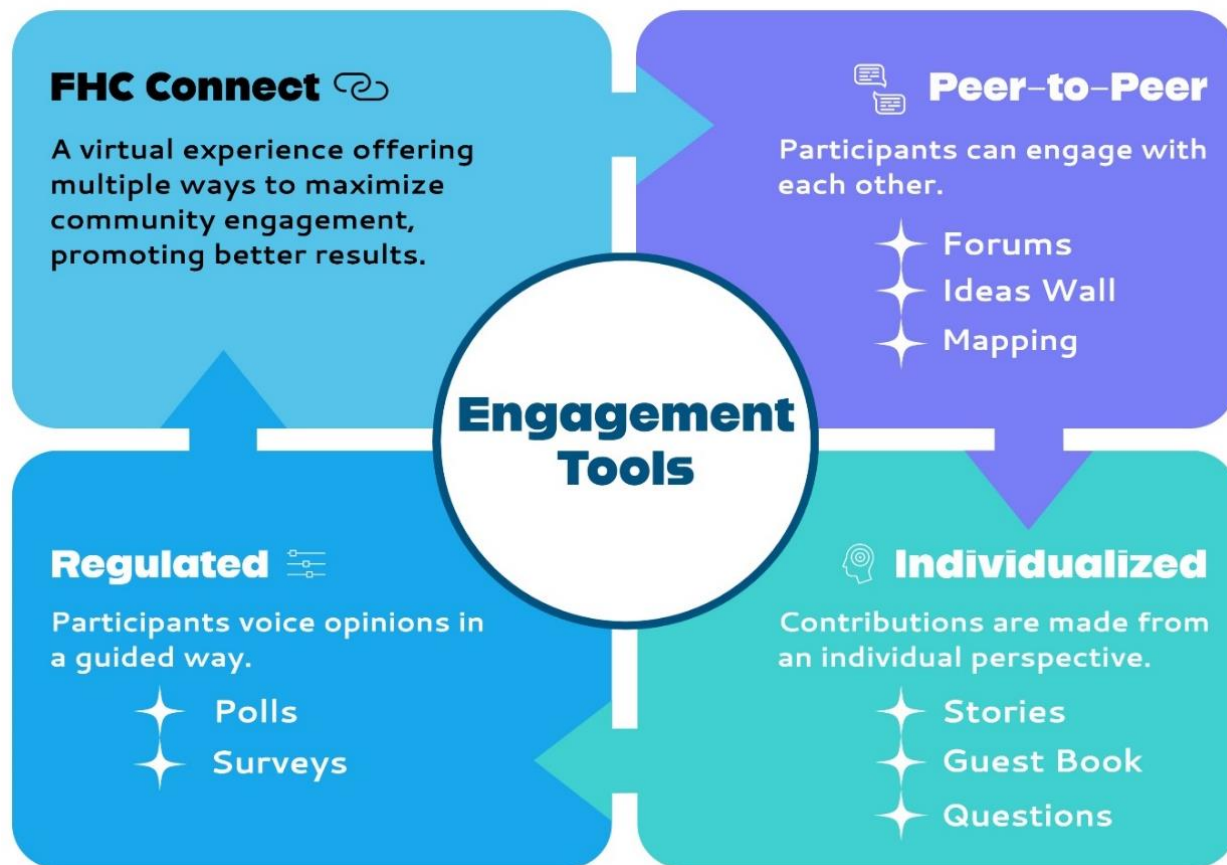 FHC Connect
A virtual experience offering
multiple ways to maximize
community engagement,
promoting better results.
Peer-to-Peer
Participants can engage with
each other.
Forums
Ideas Wall
Mapping
Engagement
Tools
Regulated
Participants voice opinions in
a guided way.
Polls
Surveys
Individualized
Contributions are made from
an individual perspective.
Stories
Guest Book
Questions